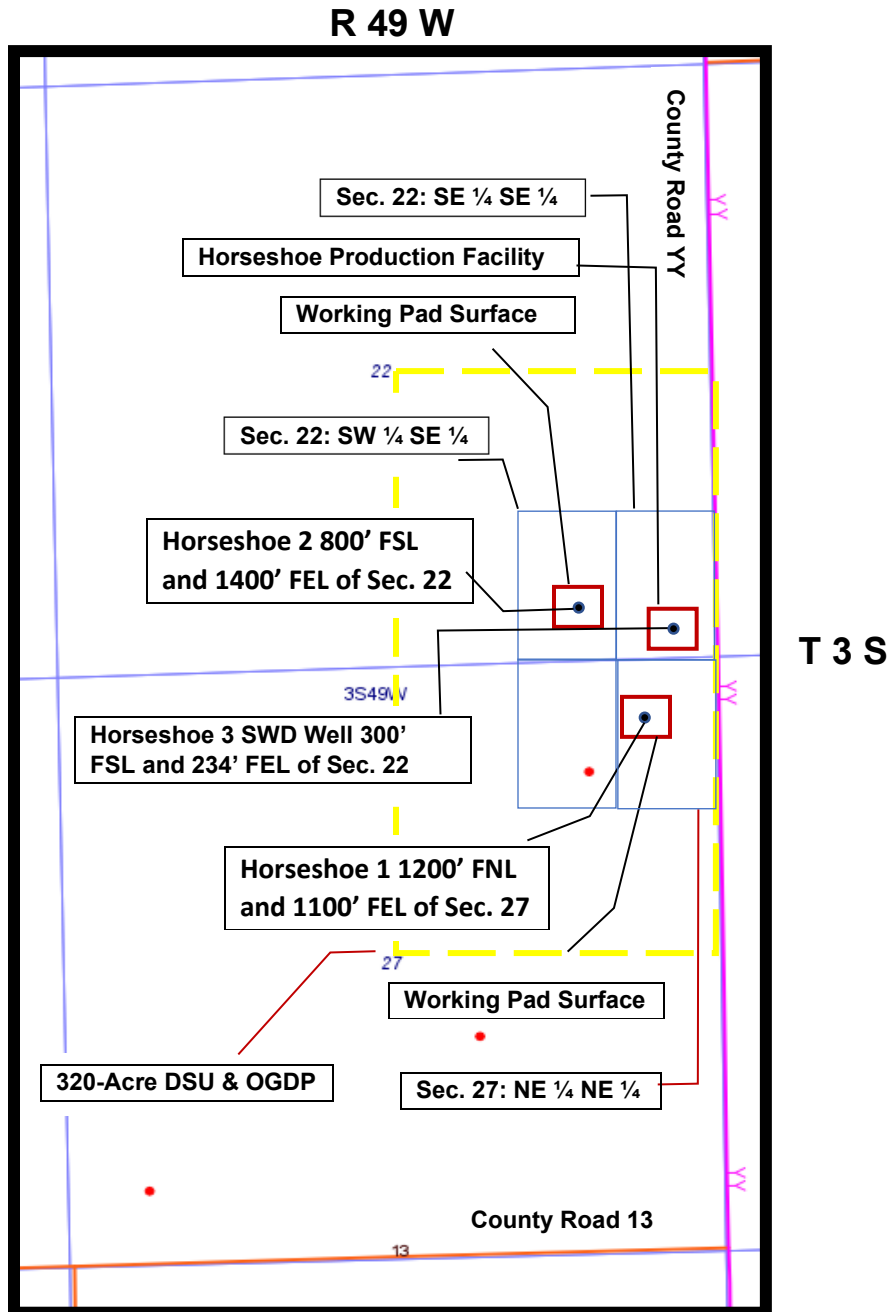 R 49 W
County Road YY
YY
Sec. 22: SE ¼ SE ¼
Horseshoe Production Facility
Working Pad Surface
22
Sec. 22: SW ¼ SE ¼
Horseshoe 2 800’ FSL
and 1400’ FEL of Sec. 22
T 3 S
3S49W
YY
Horseshoe 3 SWD Well 300’
FSL and 234’ FEL of Sec. 22
Horseshoe 1 1200’ FNL
and 1100’ FEL of Sec. 27
27
Working Pad Surface
320-Acre DSU & OGDP
Sec. 27: NE ¼ NE ¼
YY
County Road 13
13